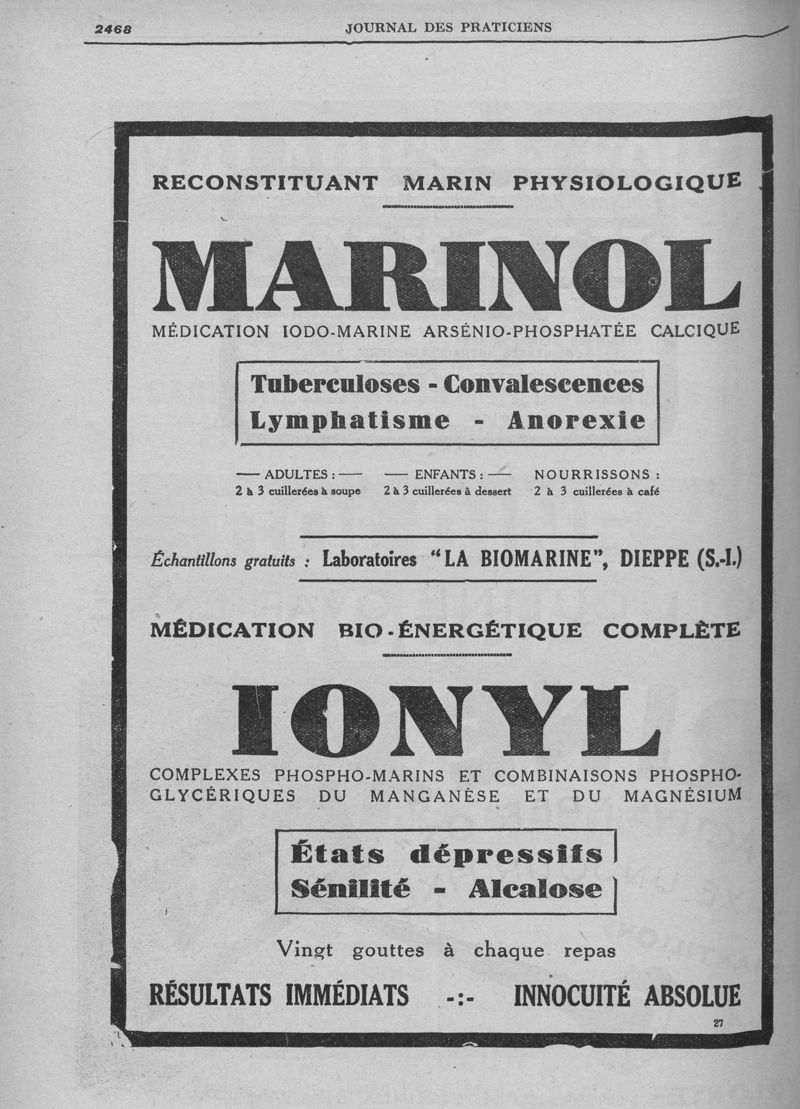 2468 JOURNAL DES PRATICIENS
RECONSTITUANT MARIN PHYSIOLOGIQUE
MARINOL
MÉDICATION IODO-MARINE ARSÉNIO-PHOSPHATÉE CALCIQUE
Tuberculoses - Convalescences
Lymphatisme - Anorexie
— ADULTES : — — ENFANTS : — NOURRISSONS :
2 à 3 cuillerées à soupe 2 à 3 cuillerées à dessert 2 à 3 cuillerées à café
Échantillons gratuits : Laboratoires "LA BIOMARINE", DIEPPE (S.-I.)
MÉDICATION BIO-ÉNERGÉTIQUE COMPLÈTE
IONYL
COMPLEXES PHOSPHO-MARINS ET COMBINAISONS PHOSPHO-
GLYCÉRIQUES DU MANGANÈSE ET DU MAGNÉSIUM
États dépressifs
Sénilité - Alcalose
Vingt gouttes à chaque repas
RÉSULTATS IMMÉDIATS -:- INNOCUITÉ ABSOLUE
27